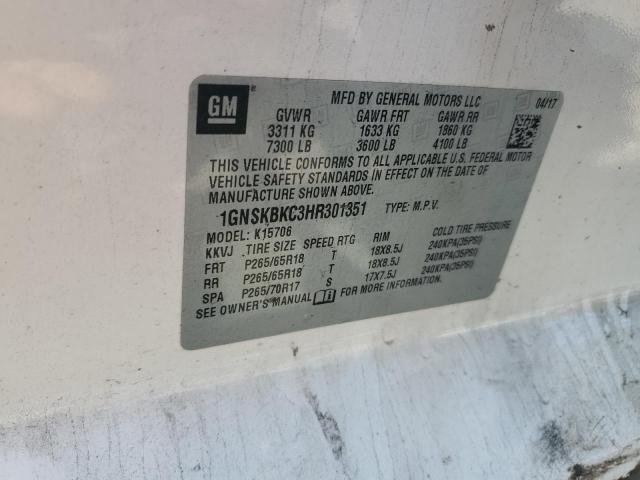 GM
MFD BY GENERAL MOTORS LLC 04/17
GVWR GAWR FRT GAWR RR
3311 KG 1633 KG 1860 KG
7300 LB 3600 LB 4100 LB
THIS VEHICLE CONFORMS TO ALL APPLICABLE U.S. FEDERAL MOTOR
VEHICLE SAFETY STANDARDS IN EFFECT ON THE DATE OF
MANUFACTURE SHOWN ABOVE.
1GNSKBKC3HR301351 TYPE: M.P.V.
MODEL: K15706
KKVJ TIRE SIZE SPEED RTG RIM COLD TIRE PRESSURE
FRT P265/65R18 T 18X8.5J 240KPA(35PSI)
RR P265/65R18 T 18X8.5J 240KPA(35PSI)
SPA P265/70R17 S 17X7.5J 240KPA(35PSI)
SEE OWNER'S MANUAL FOR MORE INFORMATION.